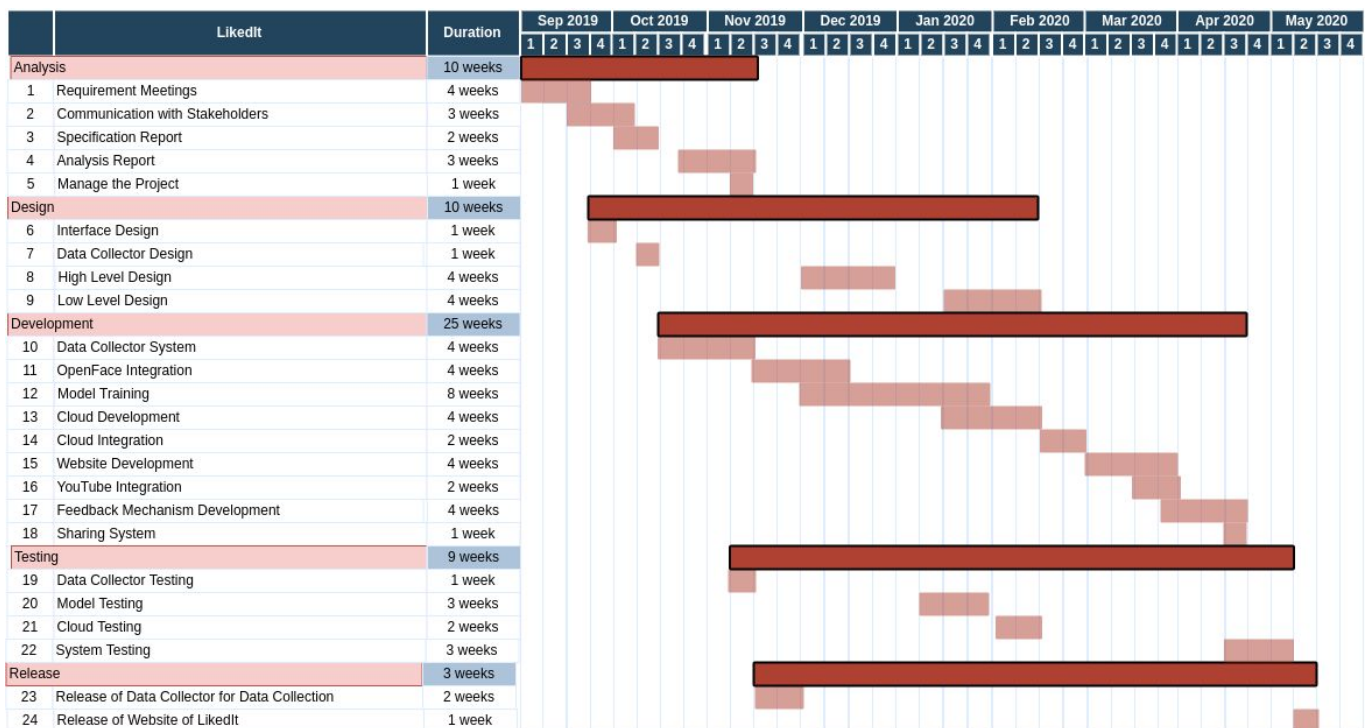 LikedIt Duration Sep 2019 Oct 2019 Nov 2019 Dec 2019 Jan 2020 Feb 2020 Mar 2020 Apr 2020 May 2020
1 2 3 4 1 2 3 4 1 2 3 4 1 2 3 4 1 2 3 4 1 2 3 4 1 2 3 4 1 2 3 4 1 2 3 4
Analysis 10 weeks
1 Requirement Meetings 4 weeks
2 Communication with Stakeholders 3 weeks
3 Specification Report 2 weeks
4 Analysis Report 3 weeks
5 Manage the Project 1 week
Design 10 weeks
6 Interface Design 1 week
7 Data Collector Design 1 week
8 High Level Design 4 weeks
9 Low Level Design 4 weeks
Development 25 weeks
10 Data Collector System 4 weeks
11 OpenFace Integration 4 weeks
12 Model Training 8 weeks
13 Cloud Development 4 weeks
14 Cloud Integration 2 weeks
15 Website Development 4 weeks
16 YouTube Integration 2 weeks
17 Feedback Mechanism Development 4 weeks
18 Sharing System 1 week
Testing 9 weeks
19 Data Collector Testing 1 week
20 Model Testing 3 weeks
21 Cloud Testing 2 weeks
22 System Testing 3 weeks
Release 3 weeks
23 Release of Data Collector for Data Collection 2 weeks
24 Release of Website of LikedIt 1 week